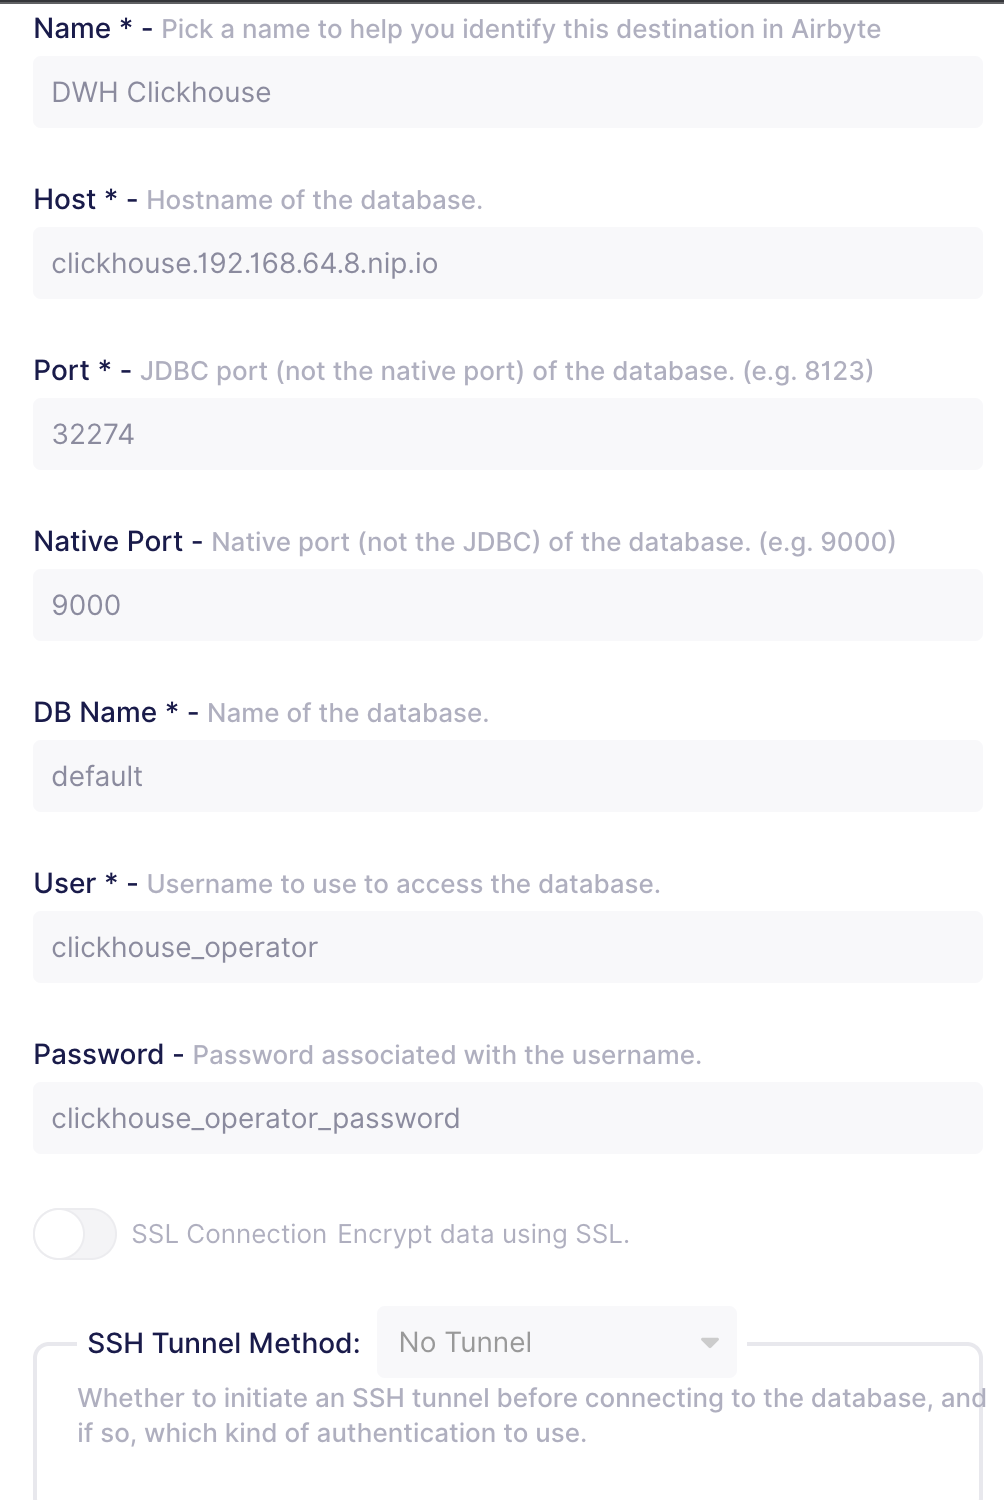 Name * - Pick a name to help you identify this destination in Airbyte
DWH Clickhouse
Host * - Hostname of the database.
clickhouse.192.168.64.8.nip.io
Port * - JDBC port (not the native port) of the database. (e.g. 8123)
32274
Native Port - Native port (not the JDBC) of the database. (e.g. 9000)
9000
DB Name * - Name of the database.
default
User * - Username to use to access the database.
clickhouse_operator
Password - Password associated with the username.
clickhouse_operator_password
SSL Connection Encrypt data using SSL.
SSH Tunnel Method: No Tunnel
Whether to initiate an SSH tunnel before connecting to the database, and
if so, which kind of authentication to use.